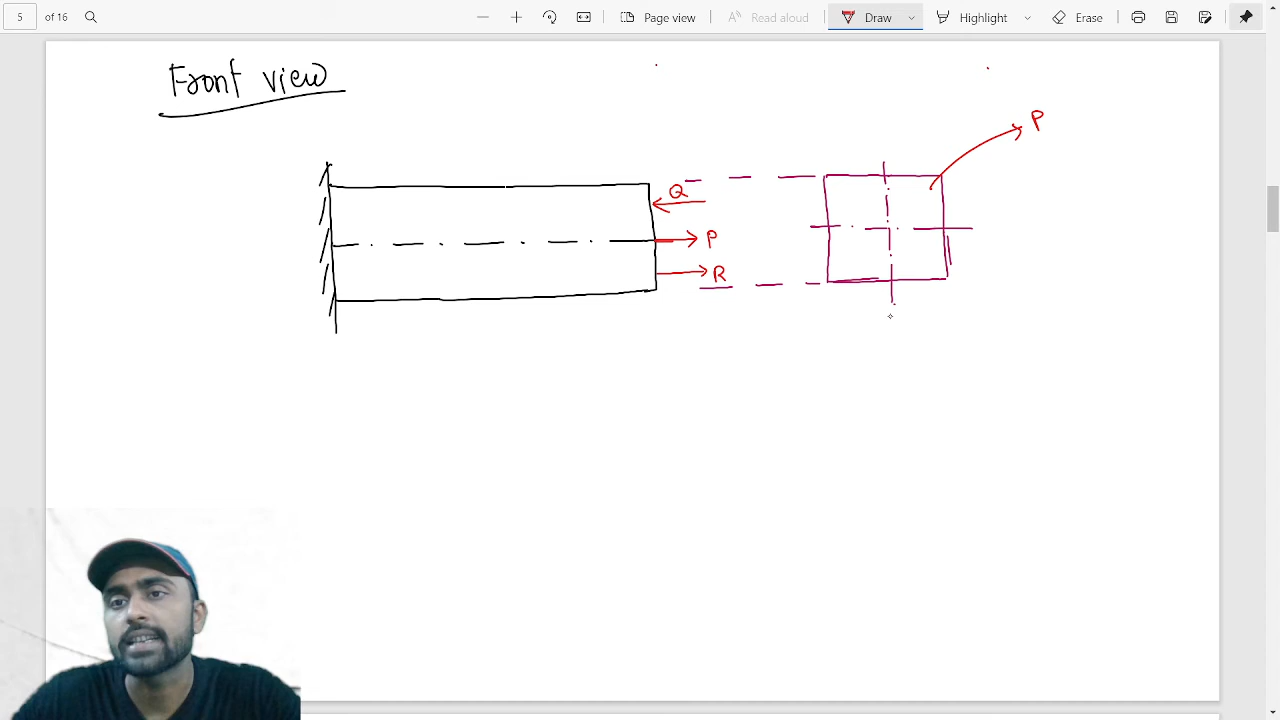 5 of 16 Page view Read aloud Draw Highlight Erase
Front view
P
Q
P
R